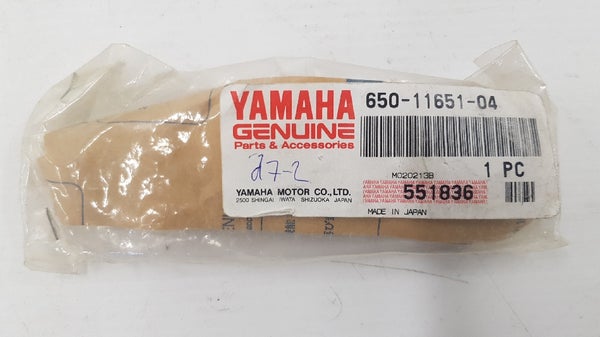 YAMAHA
GENUINE
Parts & Accessories
27-2
YAMAHA MOTOR CO., LTD.
2500 SHINGAI IWATA SHIZUOKA JAPAN
650-11651-04
MO20213B
1 PC
551836
MADE IN JAPAN